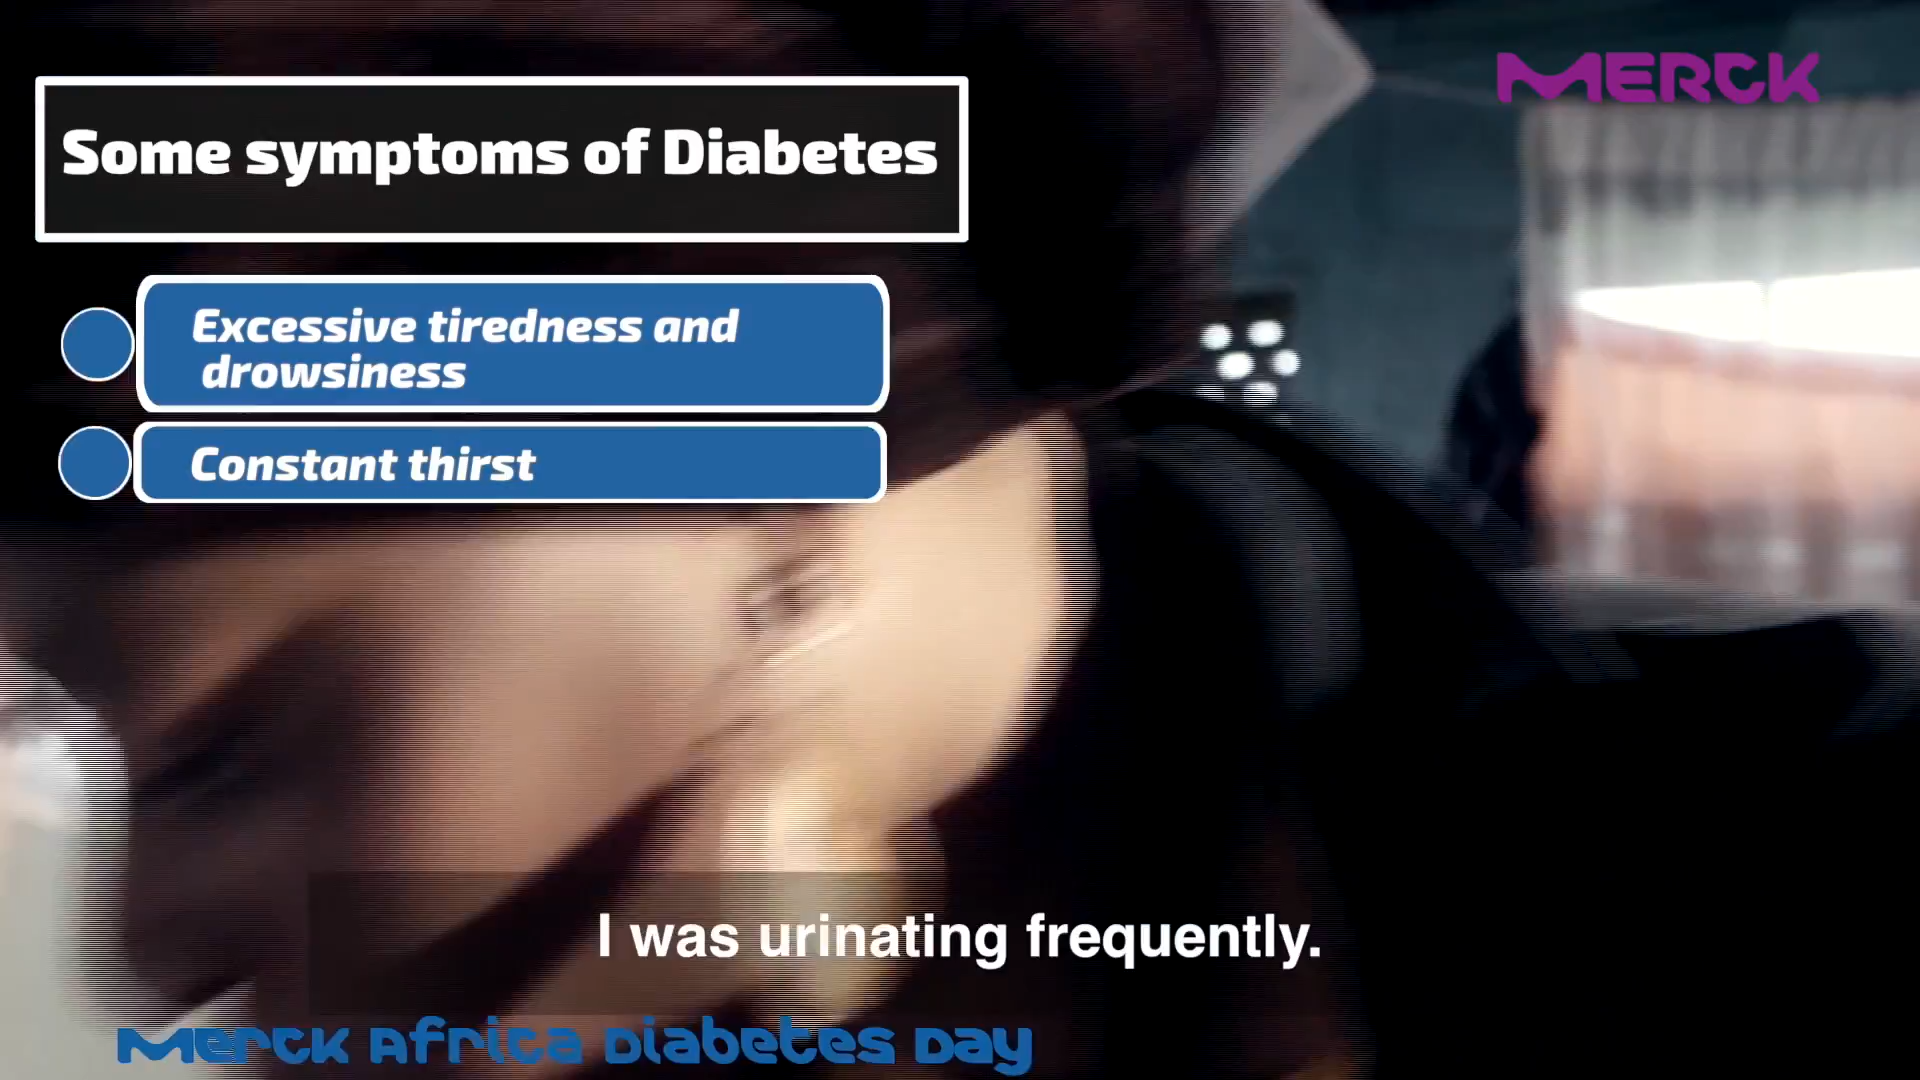 MERCK
Some symptoms of Diabetes
Excessive tiredness and
drowsiness
Constant thirst
I was urinating frequently.
Merck Africa Diabetes Day